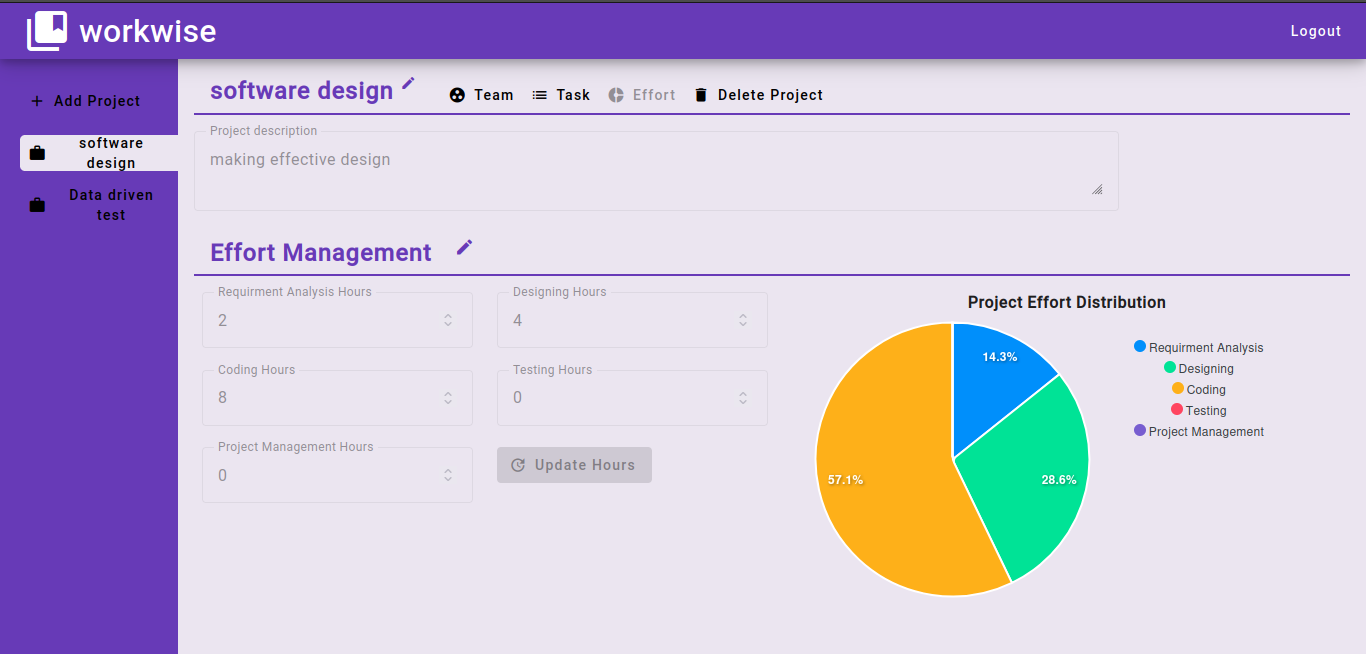 workwise
Logout
Add Project
software design
Team
Task
Effort
Delete Project
software
design
Data driven
test
Project description
making effective design
Effort Management
Requirment Analysis Hours
2
Designing Hours
4
Coding Hours
8
Testing Hours
0
Project Management Hours
0
Update Hours
Project Effort Distribution
14.3%
28.6%
57.1%
Requirment Analysis
Designing
Coding
Testing
Project Management